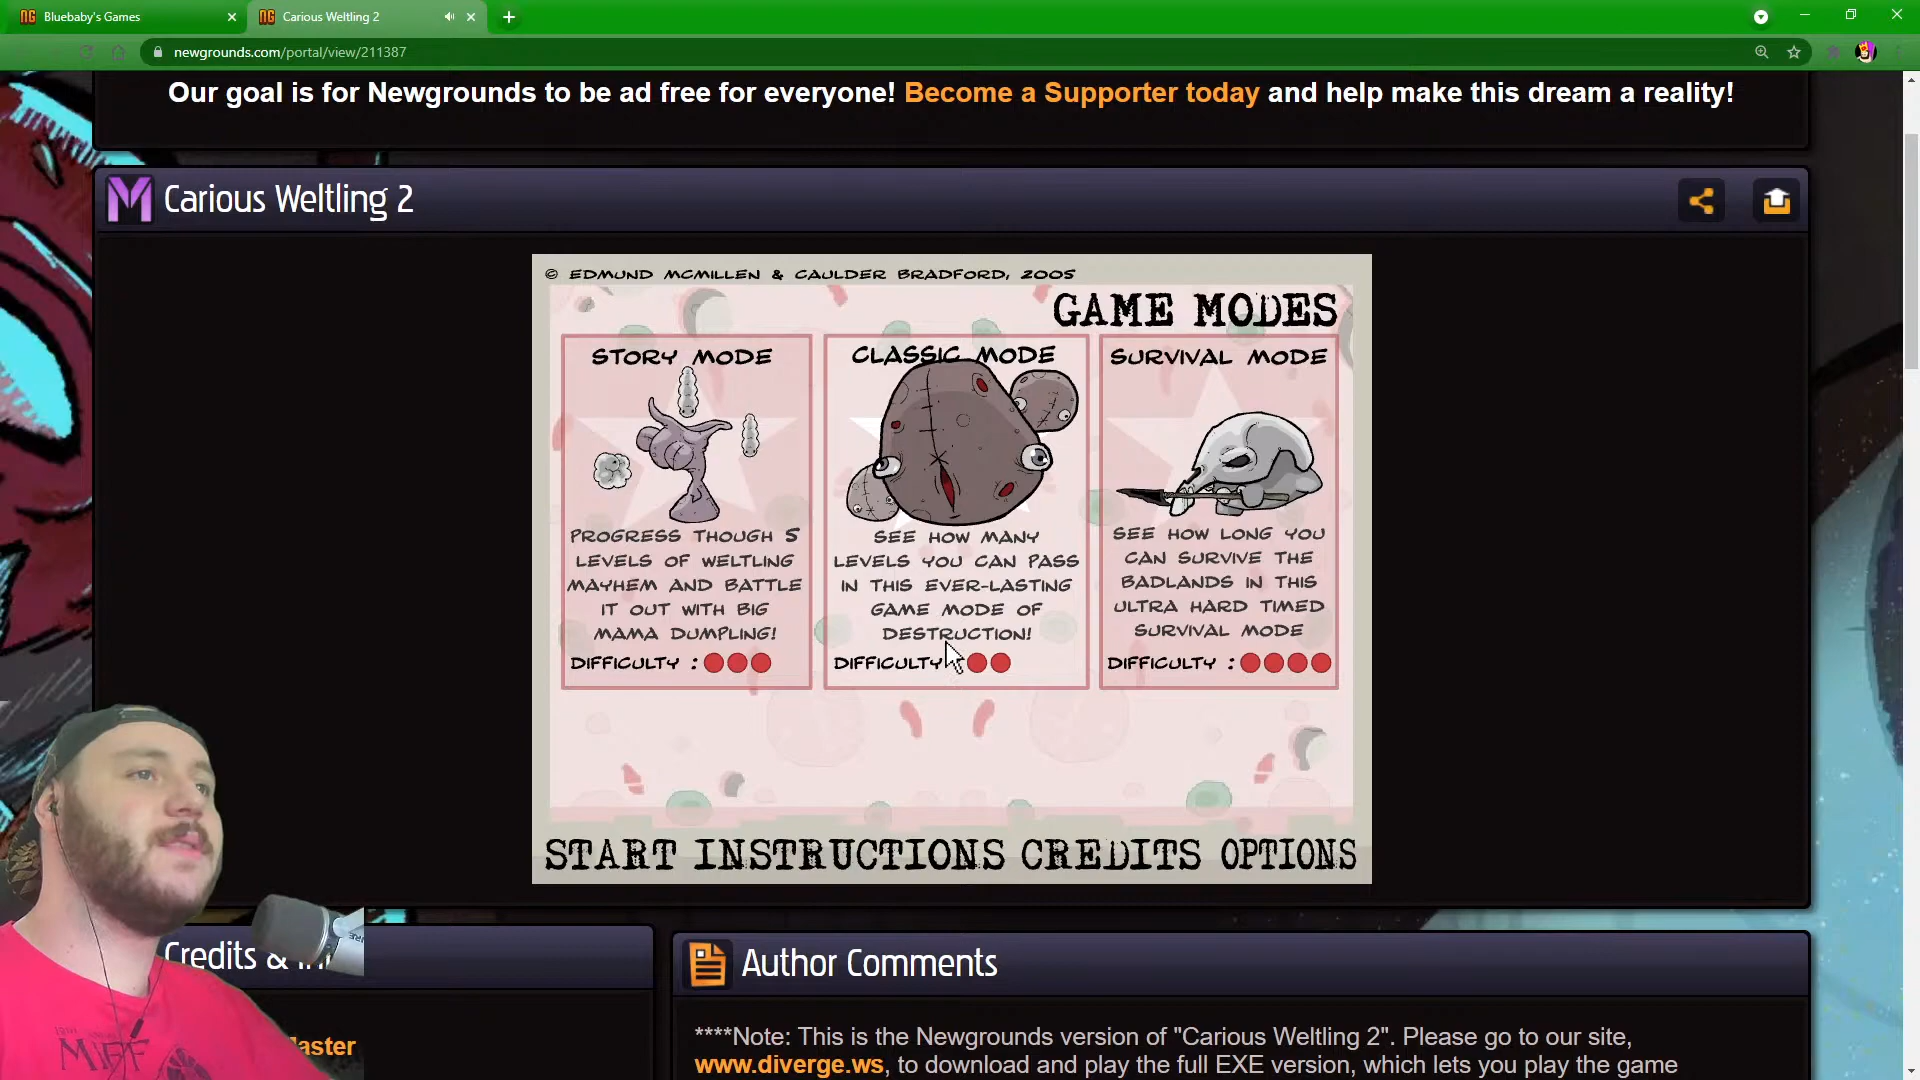 Bluebaby's Games
Carious Weltling 2
newgrounds.com/portal/view/211387
Our goal is for Newgrounds to be ad free for everyone! Become a Supporter today and help make this dream a reality!
Carious Weltling 2
© EDMUND MCMILLEN & CAULDER BRADFORD, 2005
GAME MODES
STORY MODE
PROGRESS THOUGH 5
LEVELS OF WELTLING
MAYHEM AND BATTLE
IT OUT WITH BIG
MAMA DUMPLING!
DIFFICULTY :
CLASSIC MODE
SEE HOW MANY
LEVELS YOU CAN PASS
IN THIS EVER-LASTING
GAME MODE OF
DESTRUCTION!
DIFFICULTY
SURVIVAL MODE
SEE HOW LONG YOU
CAN SURVIVE THE
BADLANDS IN THIS
ULTRA HARD TIMED
SURVIVAL MODE
DIFFICULTY :
START INSTRUCTIONS CREDITS OPTIONS
Credits &
Author Comments
****Note: This is the Newgrounds version of "Carious Weltling 2". Please go to our site,
www.diverge.ws, to download and play the full EXE version, which lets you play the game